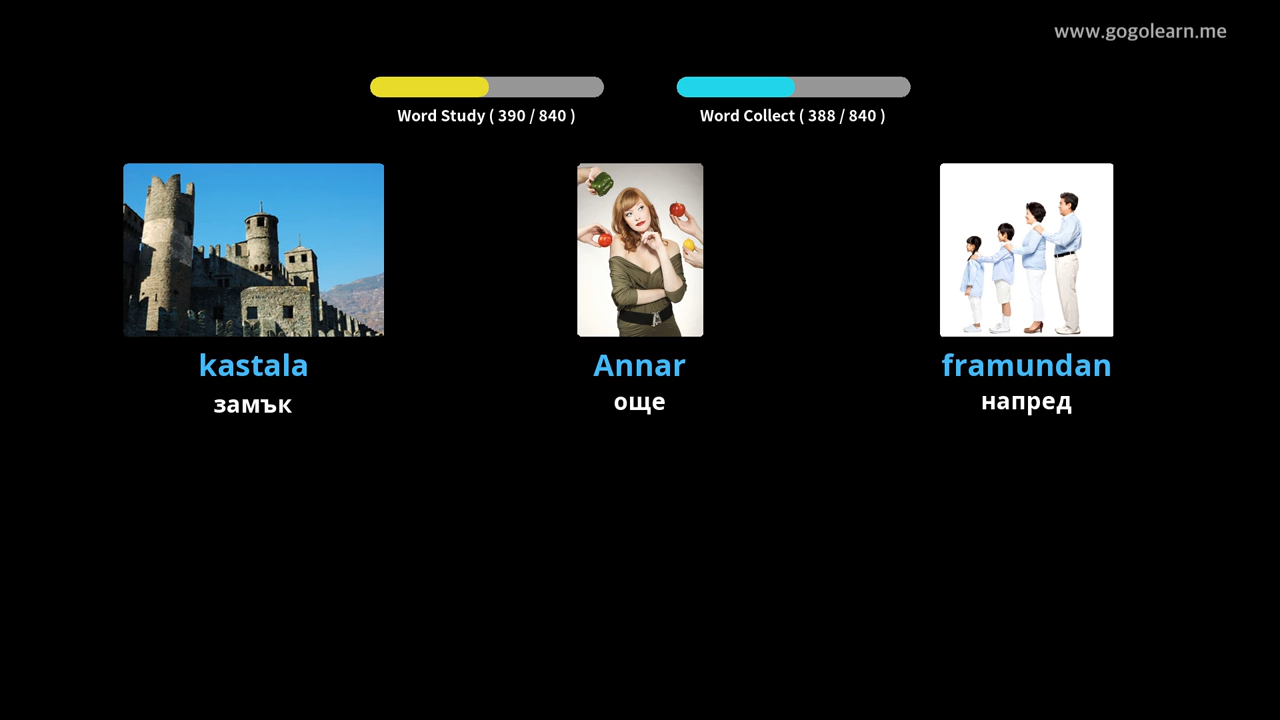 www.gogolearn.me
Word Study ( 390 / 840 )
Word Collect ( 388 / 840 )
kastala
Annar
framundan
замък
още
напред